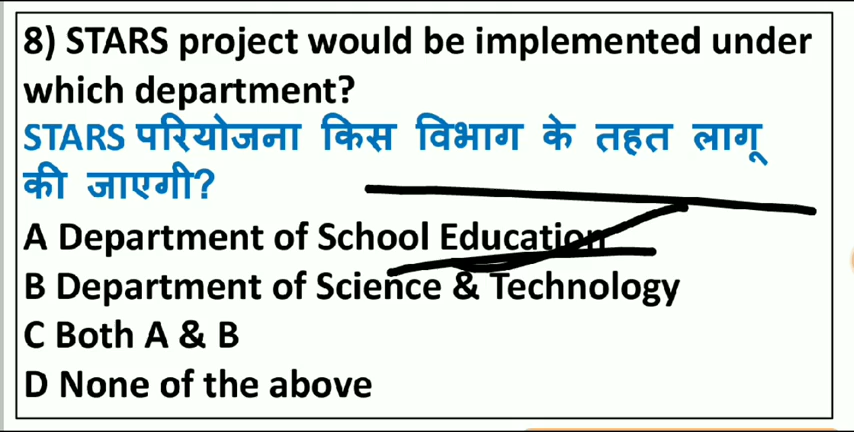 8) STARS project would be implemented under
which department?
STARS परियोजना किस विभाग के तहत लागू
की जाएगी?
A Department of School Education
B Department of Science & Technology
C Both A & B
D None of the above